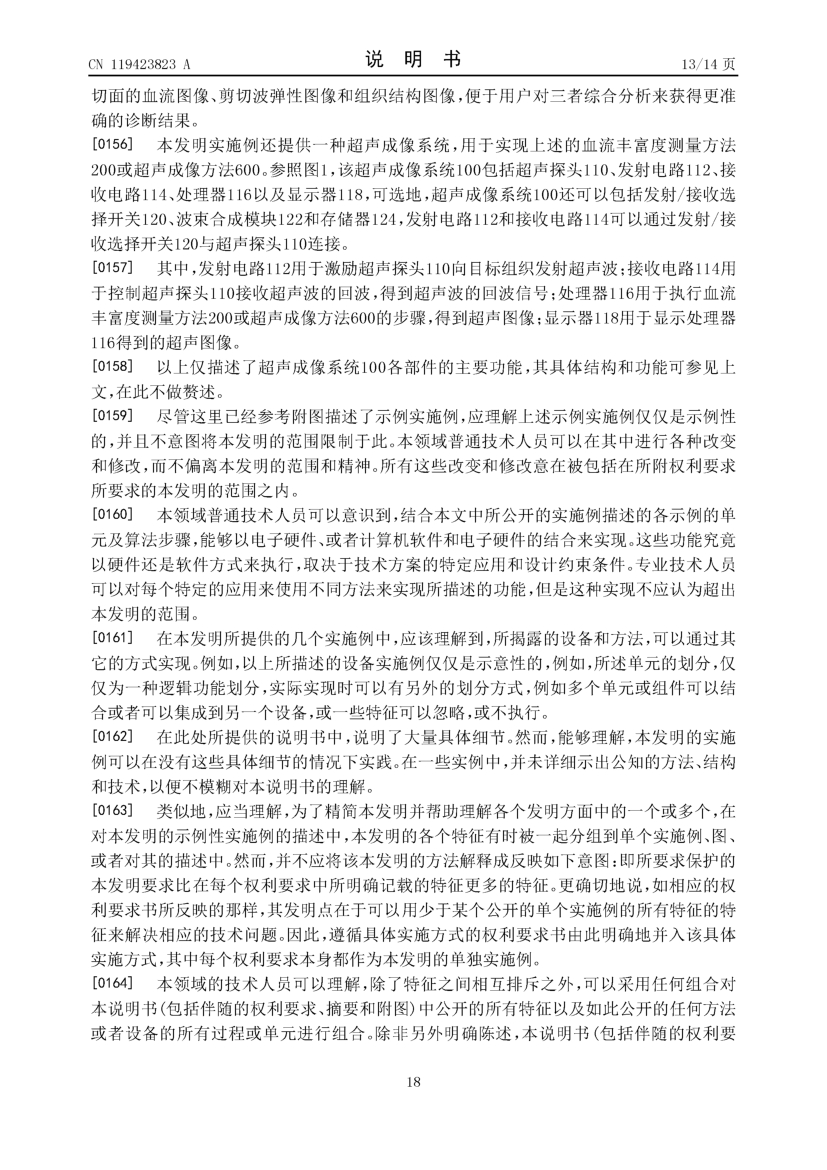 CN 119423823 A
说 明 书
13/14 页
切面的血流图像、剪切波弹性图像和组织结构图像,便于用户对三者综合分析来获得更准
确的诊断结果。
[0156] 本发明实施例还提供一种超声成像系统,用于实现上述的血流丰富度测量方法
200或超声成像方法600。参照图1,该超声成像系统100包括超声探头110、发射电路112、接
收电路114、处理器116以及显示器118,可选地,超声成像系统100还可以包括发射/接收选
择开关120、波束合成模块122和存储器124,发射电路112和接收电路114可以通过发射/接
收选择开关120与超声探头110连接。
[0157] 其中,发射电路112用于激励超声探头110向目标组织发射超声波;接收电路114用
于控制超声探头110接收超声波的回波,得到超声波的回波信号;处理器116用于执行血流
丰富度测量方法200或超声成像方法600的步骤,得到超声图像;显示器118用于显示处理器
116得到的超声图像。
[0158] 以上仅描述了超声成像系统100各部件的主要功能,其具体结构和功能可参见上
文,在此不做赘述。
[0159] 尽管这里已经参考附图描述了示例实施例,应理解上述示例实施例仅仅是示例性
的,并且不意图将本发明的范围限制于此。本领域普通技术人员可以在其中进行各种改变
和修改,而不偏离本发明的范围和精神。所有这些改变和修改意在被包括在所附权利要求
所要求的本发明的范围之内。
[0160] 本领域普通技术人员可以意识到,结合本文中所公开的实施例描述的各示例的单
元及算法步骤,能够以电子硬件、或者计算机软件和电子硬件的结合来实现。这些功能究竟
以硬件还是软件方式来执行,取决于技术方案的特定应用和设计约束条件。专业技术人员
可以对每个特定的应用来使用不同方法来实现所描述的功能,但是这种实现不应认为超出
本发明的范围。
[0161] 在本发明所提供的几个实施例中,应该理解到,所揭露的设备和方法,可以通过其
它的方式实现。例如,以上所描述的设备实施例仅仅是示意性的,例如,所述单元的划分,仅
仅为一种逻辑功能划分,实际实现时可以有另外的划分方式,例如多个单元或组件可以结
合或者可以集成到另一个设备,或一些特征可以忽略,或不执行。
[0162] 在此处所提供的说明书中,说明了大量具体细节。然而,能够理解,本发明的实施
例可以在没有这些具体细节的情况下实践。在一些实例中,并未详细示出公知的方法、结构
和技术,以便不模糊对本说明书的理解。
[0163] 类似地,应当理解,为了精简本发明并帮助理解各个发明方面中的一个或多个,在
对本发明的示例性实施例的描述中,本发明的各个特征有时被一起分组到单个实施例、图、
或者对其的描述中。然而,并不应将该本发明的方法解释成反映如下意图:即所要求保护的
本发明要求比在每个权利要求中所明确记载的特征更多的特征。更确切地说,如相应的权
利要求书所反映的那样,其发明点在于可以用少于某个公开的单个实施例的所有特征的特
征来解决相应的技术问题。因此,遵循具体实施方式的权利要求书由此明确地并入该具体
实施方式,其中每个权利要求本身都作为本发明的单独实施例。
[0164] 本领域的技术人员可以理解,除了特征之间相互排斥之外,可以采用任何组合对
本说明书(包括伴随的权利要求、摘要和附图)中公开的所有特征以及如此公开的任何方法
或者设备的所有过程或单元进行组合。除非另外明确陈述,本说明书(包括伴随的权利要
18